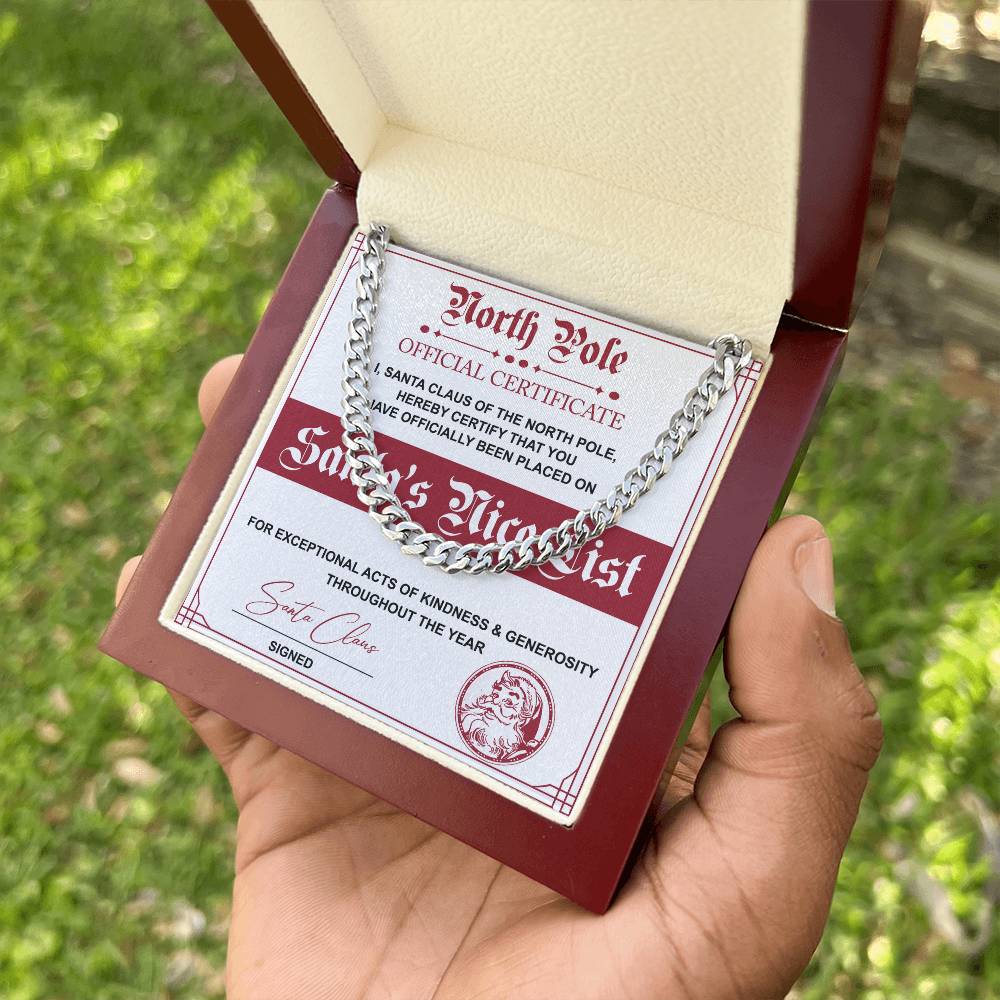 North Pole
OFFICIAL CERTIFICATE
I, SANTA CLAUS OF THE NORTH POLE,
HEREBY CERTIFY THAT YOU
HAVE OFFICIALLY BEEN PLACED ON
Santa's Nice List
FOR EXCEPTIONAL ACTS OF KINDNESS & GENEROSITY
THROUGHOUT THE YEAR
Santa Claus
SIGNED